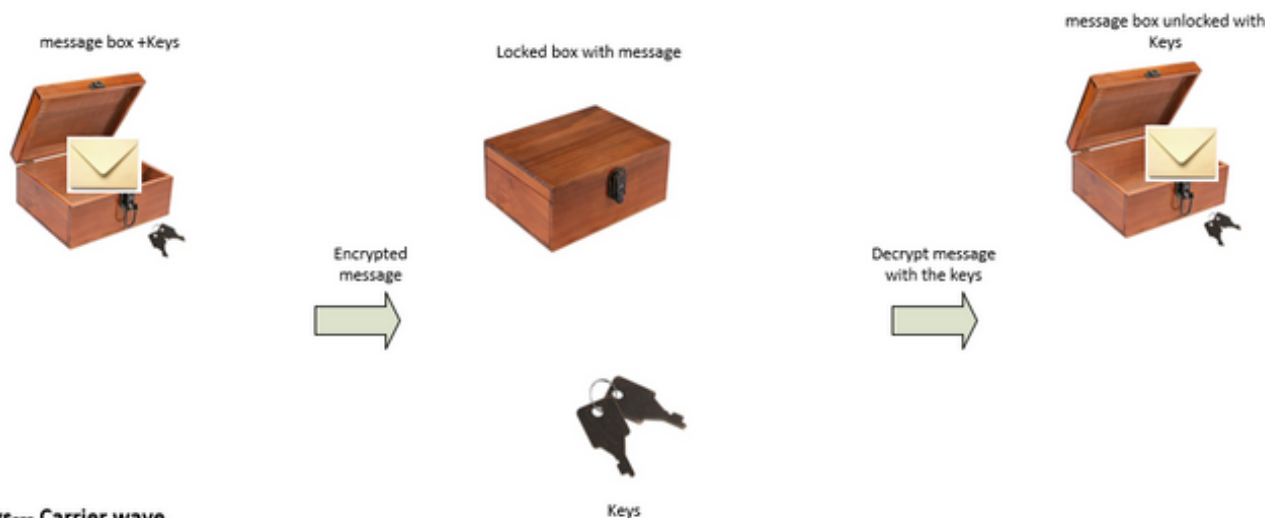 message box +Keys
Locked box with message
message box unlocked with
Keys
Encrypted
message
Decrypt message
with the keys
Keys
Carrier wave